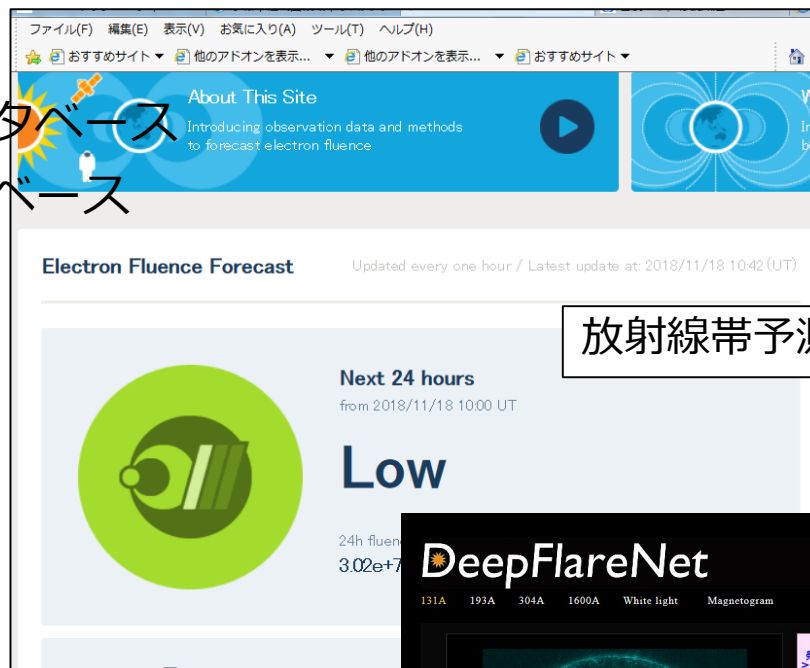 ファイル(F) 編集(E) 表示(V) お気に入り(A) ツール(T) ヘルプ(H)
おすすめサイト 他のアドオンを表示... 他のアドオンを表示... おすすめサイト
タベース
ベース
About This Site
Introducing observation data and methods
to forecast electron fluence
Electron Fluence Forecast
Updated every one hour / Latest update at: 2018/11/18 10:42 (UT)
放射線帯予測
Next 24 hours
from 2018/11/18 10:00 UT
Low
24h fluen
3.02e+7
DeepFlareNet
131A 193A 304A 1600A White light Magnetogram